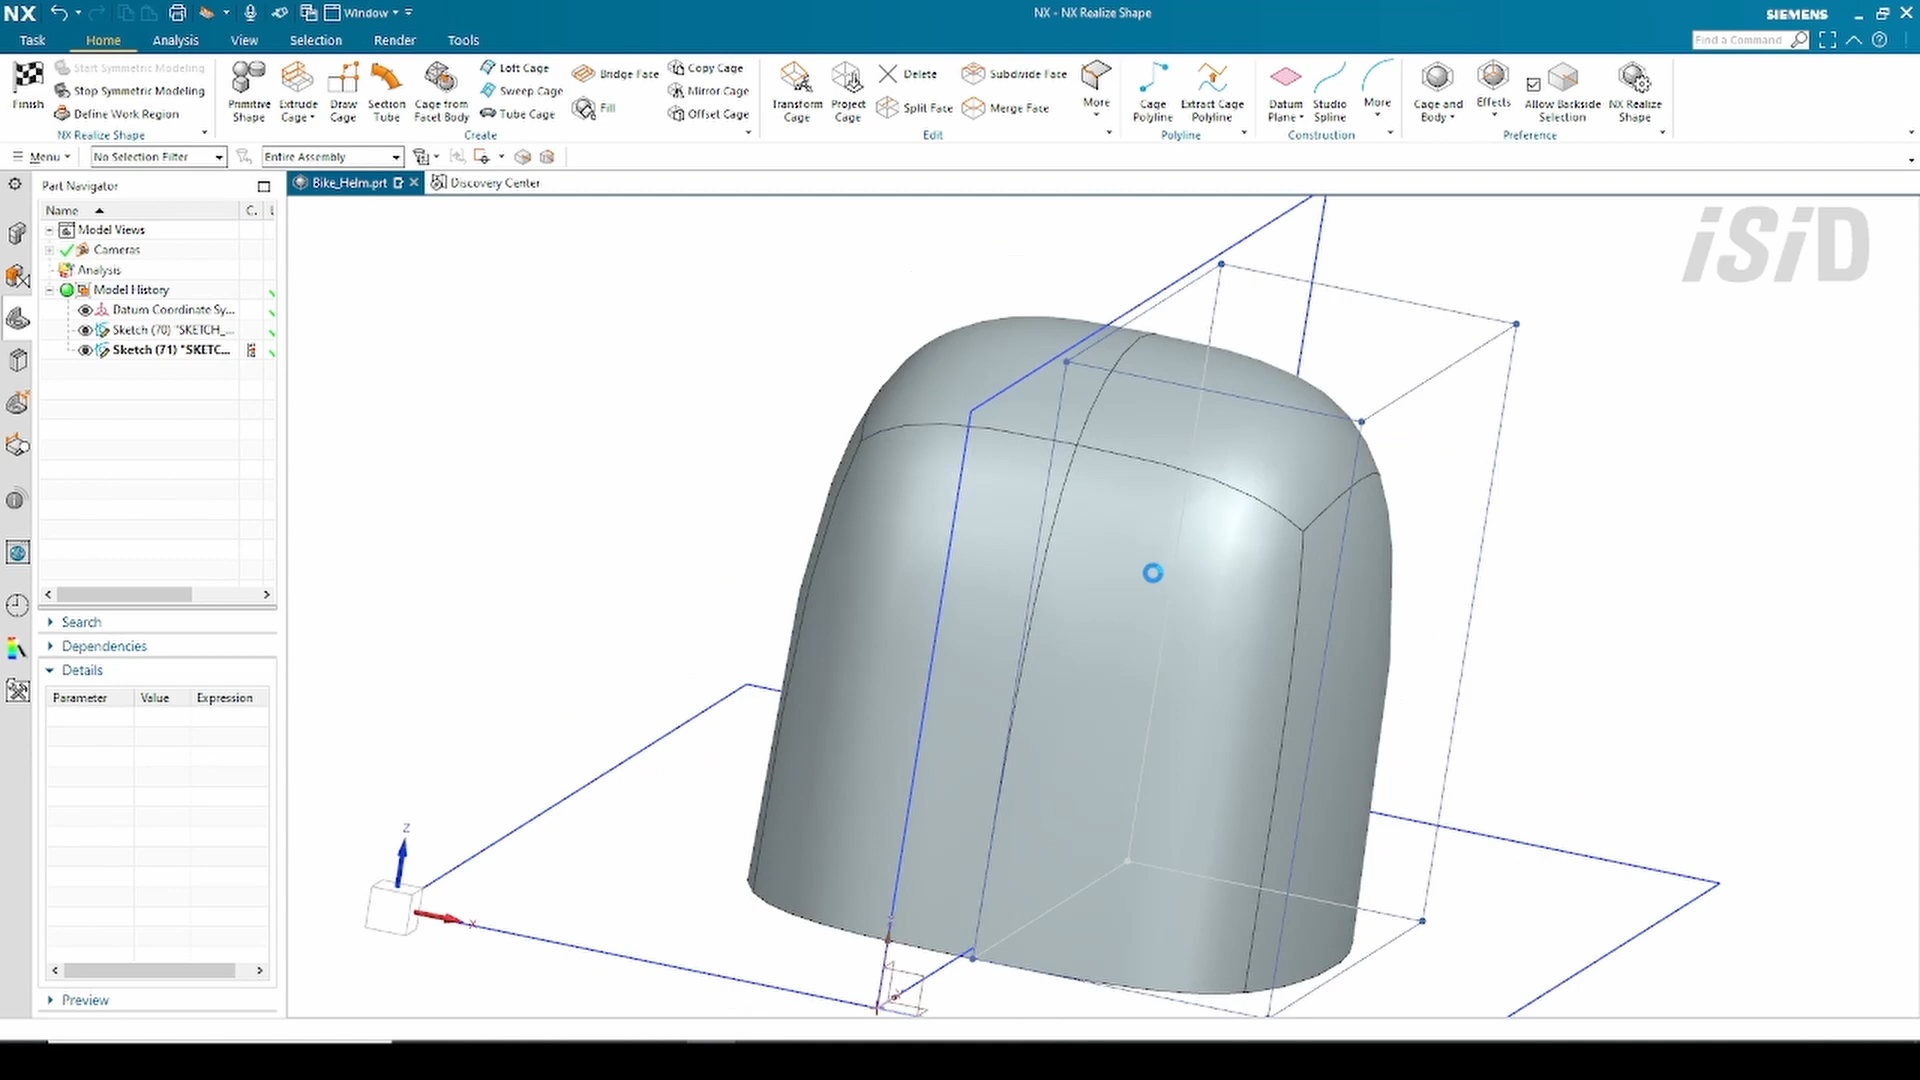 NX
Window
NX - NX Realize Shape
SIEMENS
Task
Home
Analysis
View
Selection
Render
Tools
Find a Command
Finish
Start Symmetric Modeling
Stop Symmetric Modeling
Define Work Region
NX Realize Shape
Primitive Shape
Extrude Cage
Draw Cage
Section Tube
Cage from Facet Body
Loft Cage
Sweep Cage
Tube Cage
Bridge Face
Fill
Copy Cage
Mirror Cage
Offset Cage
Create
Transform Cage
Project Cage
Delete
Split Face
Subdivide Face
Merge Face
More
Edit
Cage Polyline
Extract Cage Polyline
Polyline
Datum Plane
Studio Spline
More
Construction
Cage and Body
Effects
Allow Backside Selection
NX Realize Shape
Preference
Menu
No Selection Filter
Entire Assembly
Part Navigator
Bike_Helm.prt
Discovery Center
Name
C.
Model Views
Cameras
Analysis
Model History
Datum Coordinate Sy...
Sketch (70) "SKETCH_...
Sketch (71) "SKETC...
Search
Dependencies
Details
Parameter
Value
Expression
Preview
iSiD
Z
X